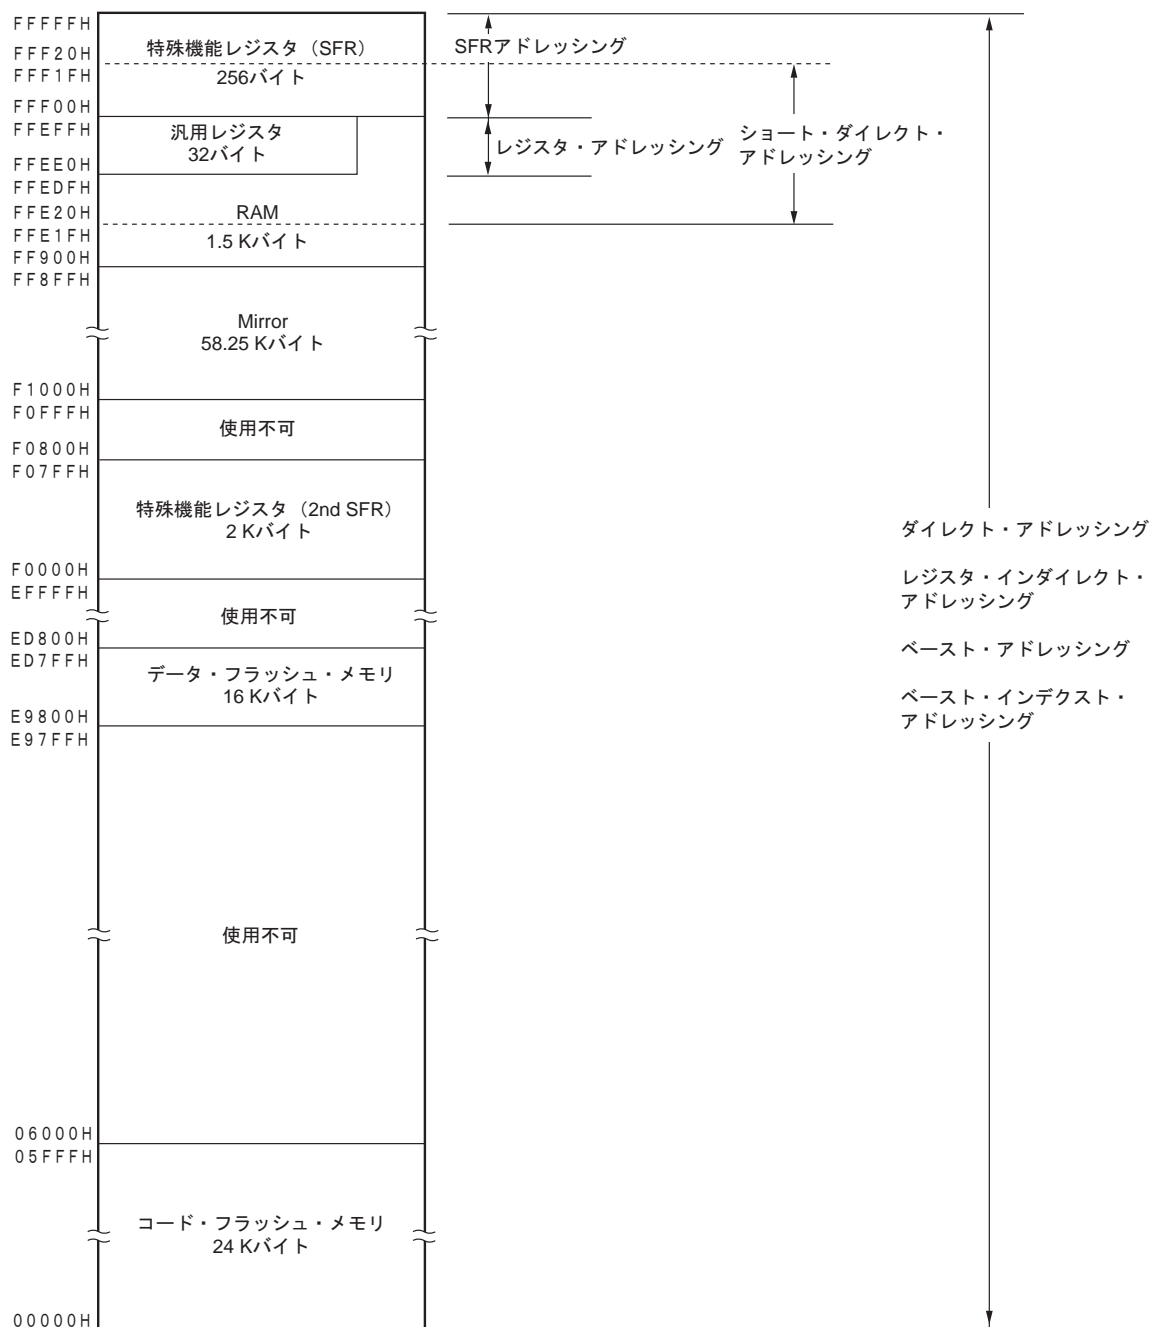 FFFFFH
FFF20H
FFF1FH
FFF00H
FFEFFH
FFEE0H
FFEDFH
FFE20H
FFE1FH
FF900H
FF8FFH
F1000H
F0FFFH
F0800H
F07FFH
F0000H
EFFFFH
ED800H
ED7FFH
E9800H
E97FFH
06000H
05FFFH
00000H
特殊機能レジスタ（SFR）
256バイト
汎用レジスタ
32バイト
RAM
1.5 Kバイト
Mirror
58.25 Kバイト
使用不可
特殊機能レジスタ（2nd SFR）
2 Kバイト
使用不可
データ・フラッシュ・メモリ
16 Kバイト
使用不可
コード・フラッシュ・メモリ
24 Kバイト
SFRアドレッシング
レジスタ・アドレッシング
ショート・ダイレクト・
アドレッシング
ダイレクト・アドレッシング
レジスタ・インダイレクト・
アドレッシング
ベースト・アドレッシング
ベースト・インデクスト・
アドレッシング